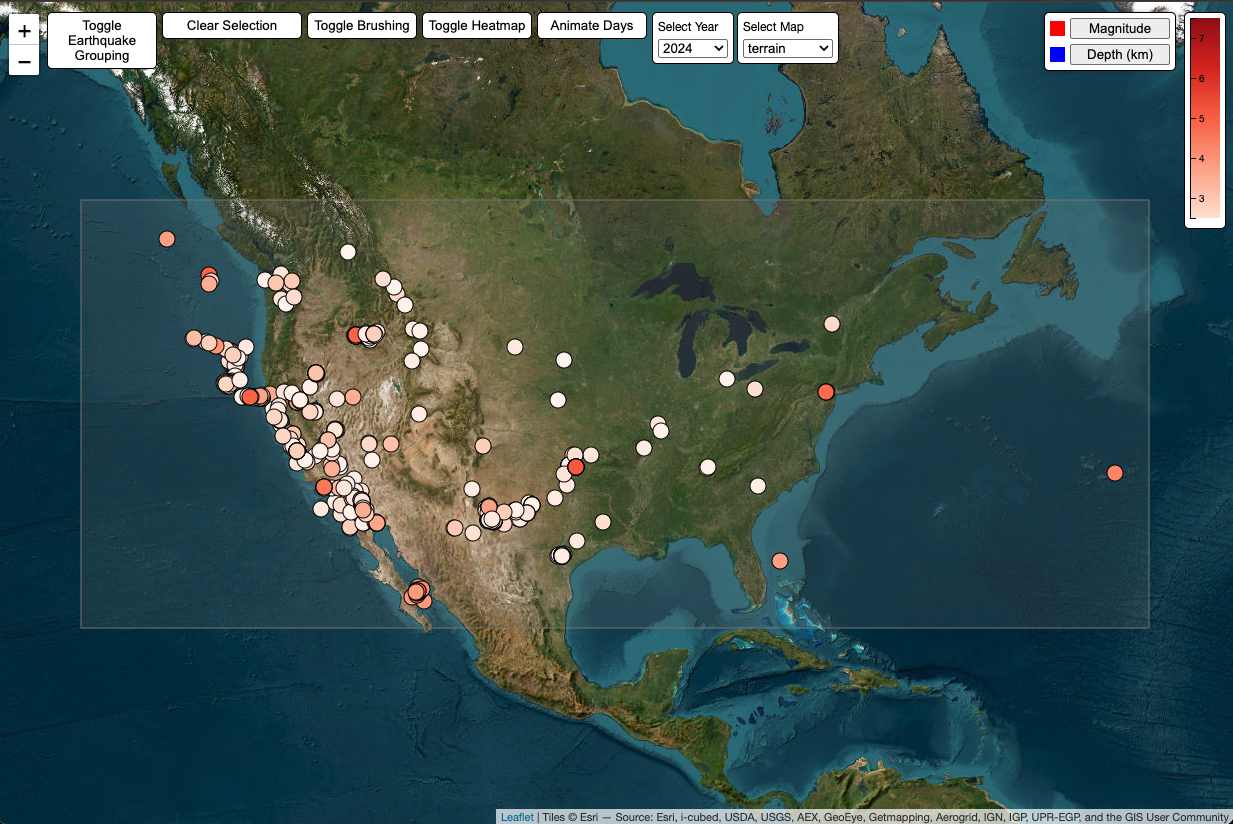 +
−
Toggle
Earthquake
Grouping
Clear Selection
Toggle Brushing
Toggle Heatmap
Animate Days
Select Year
2024
Select Map
terrain
Magnitude
Depth (km)
7
6
5
4
3
Leaflet | Tiles © Esri — Source: Esri, i-cubed, USDA, USGS, AEX, GeoEye, Getmapping, Aerogrid, IGN, IGP, UPR-EGP, and the GIS User Community